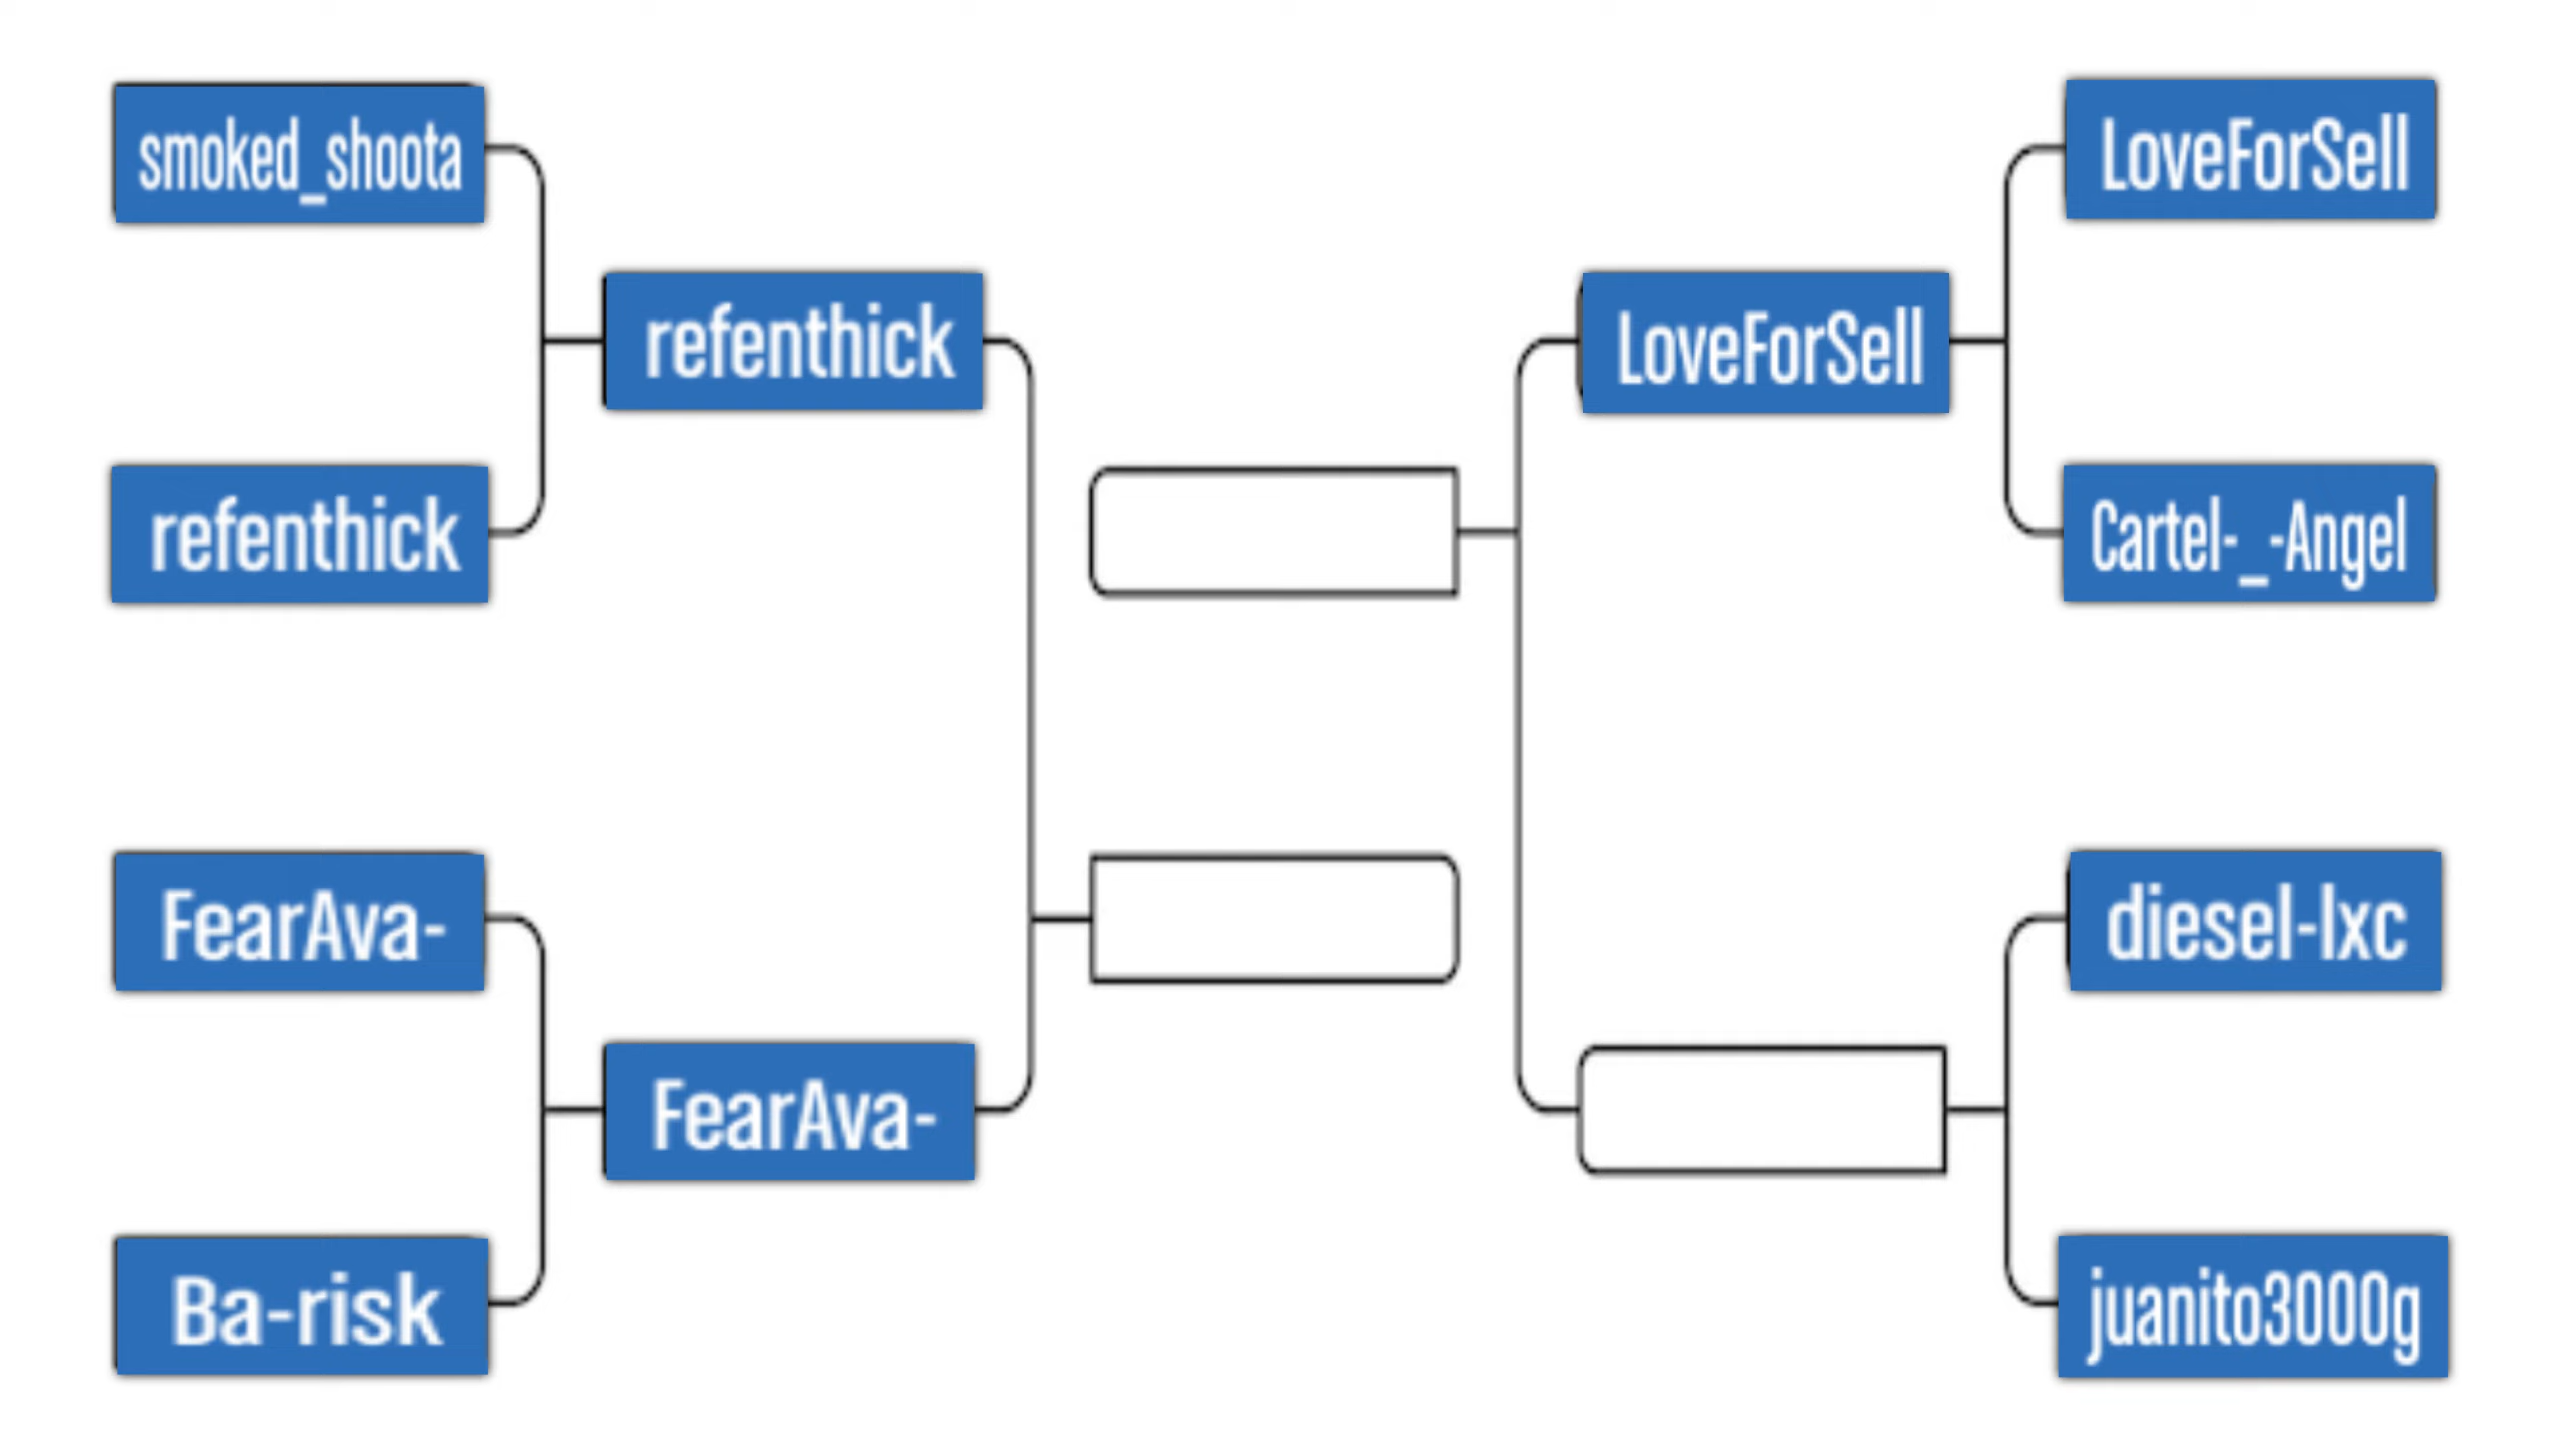 smoked_shoota
LoveForSell
refenthick
LoveForSell
refenthick
Cartel-_-Angel
FearAva-
diesel-lxc
FearAva-
Ba-risk
juanito3000g